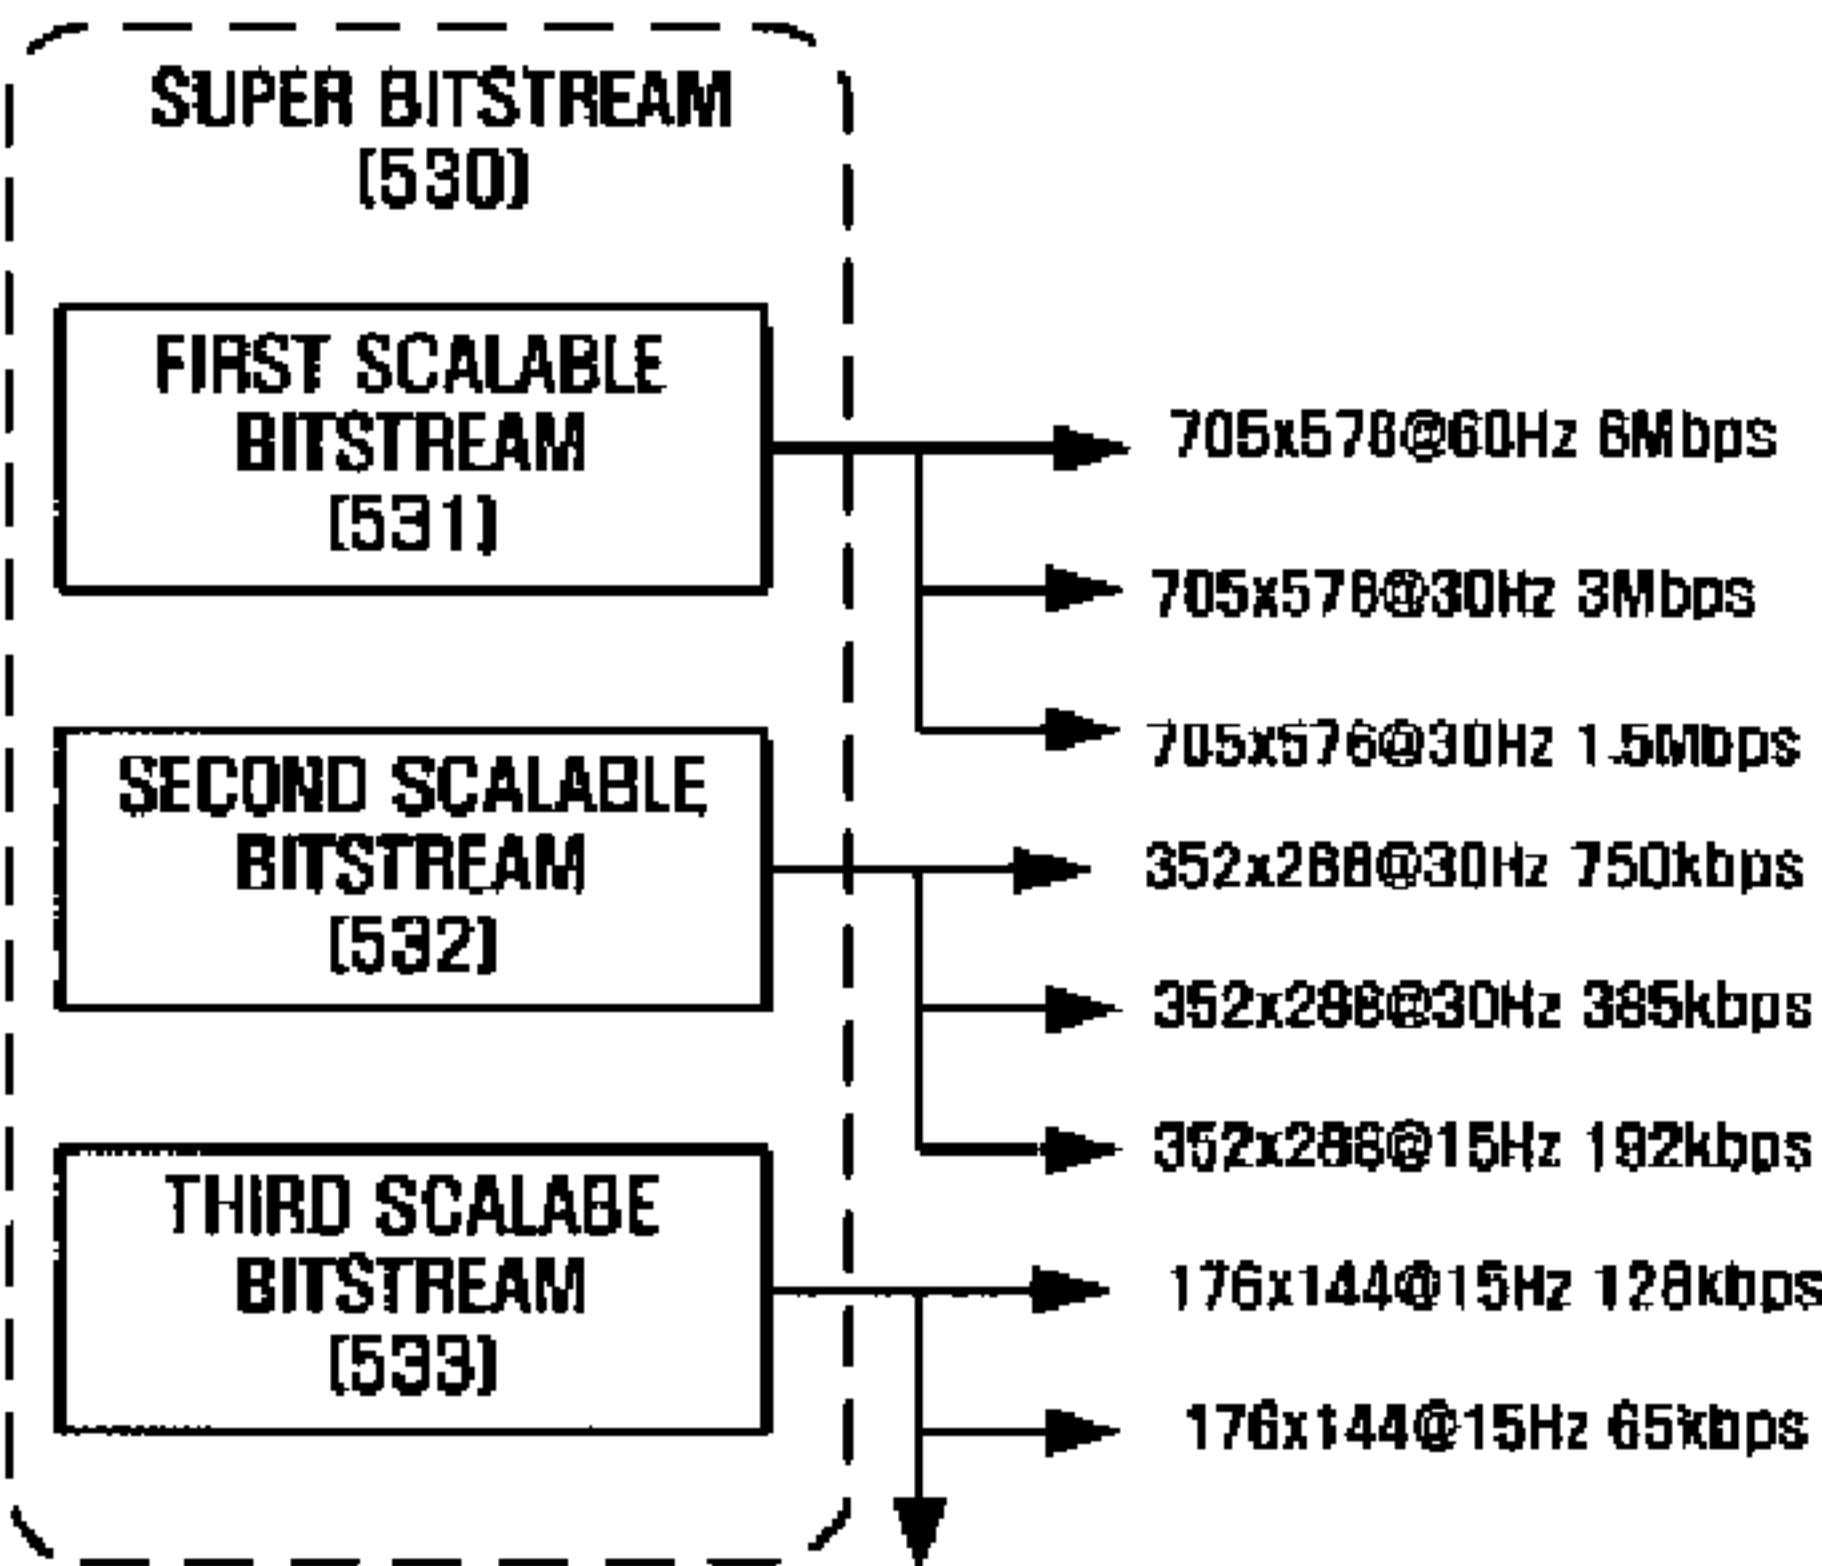 SUPER BITSTREAM
(530)
FIRST SCALABLE
BITSTREAM
(531)
705x576@60Hz 6Mbps
705x576@30Hz 3Mbps
705x576@30Hz 1.5Mbps
SECOND SCALABLE
BITSTREAM
(532)
352x288@30Hz 750kbps
352x288@30Hz 385kbps
352x288@15Hz 192kbps
THIRD SCALABE
BITSTREAM
(533)
176x144@15Hz 128kbps
176x144@15Hz 65kbps